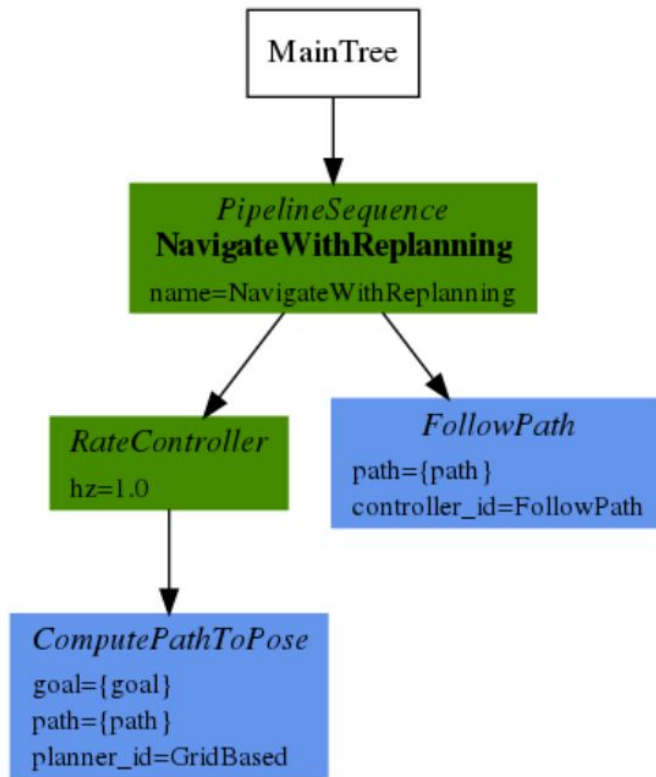 MainTree
PipelineSequence
NavigateWithReplanning
name=NavigateWithReplanning
RateController
hz=1.0
FollowPath
path={path}
controller_id=FollowPath
ComputePathToPose
goal={goal}
path={path}
planner_id=GridBased